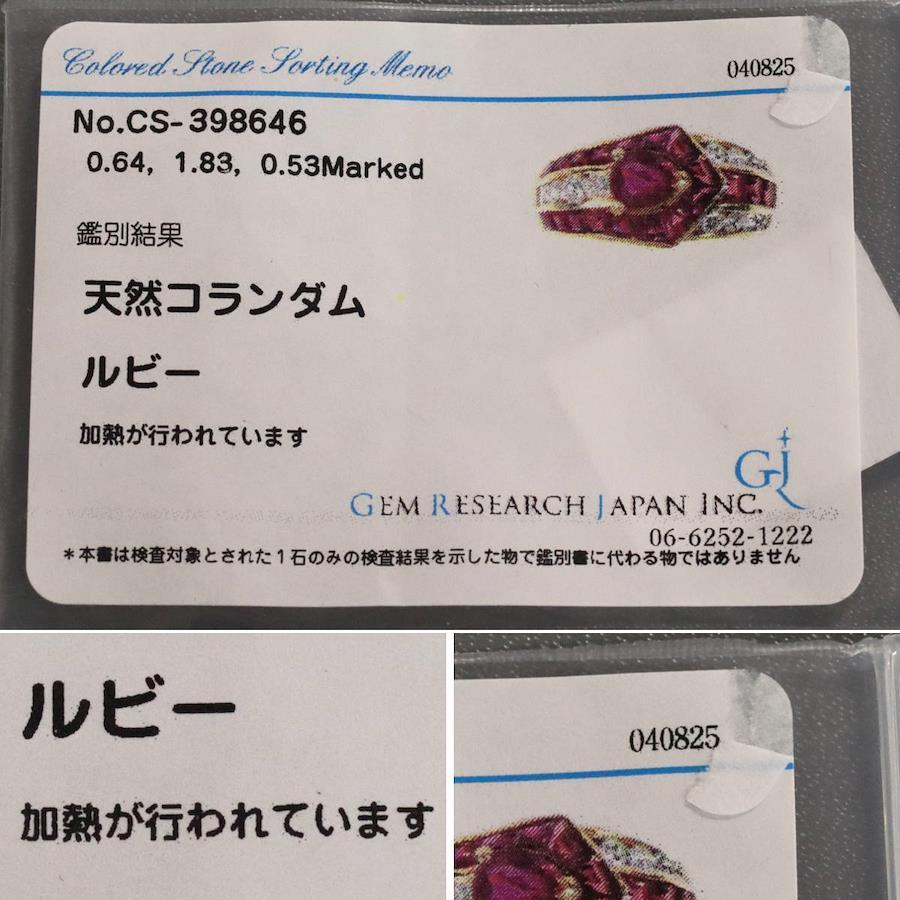 Colored Stone Sorting Memo
040825
No.CS-398646
0.64, 1.83, 0.53Marked
鑑別結果
天然コランダム
ルビー
加熱が行われています
GJ
GEM RESEARCH JAPAN INC.
06-6252-1222
*本書は検査対象とされた1石のみの検査結果を示した物で鑑別書に代わる物ではありません
ルビー
加熱が行われています
040825